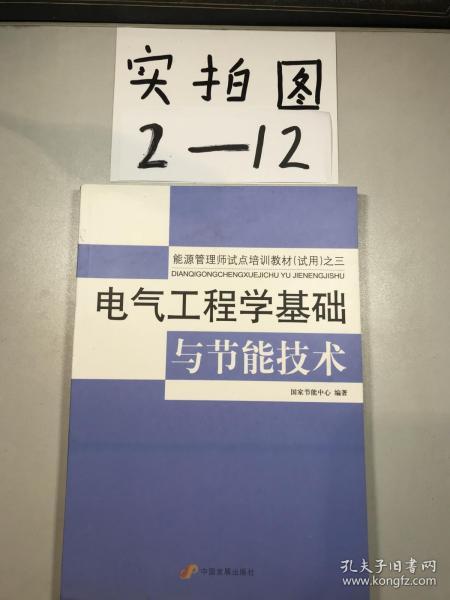 实拍图
2—12
能源管理师试点培训教材(试用)之三
DIANQIGONGCHENGXUEJICHU YU JIENENGJISHU
电气工程学基础
与节能技术
国家节能中心 编著
中国发展出版社
孔夫子旧书网
www.kongfz.com